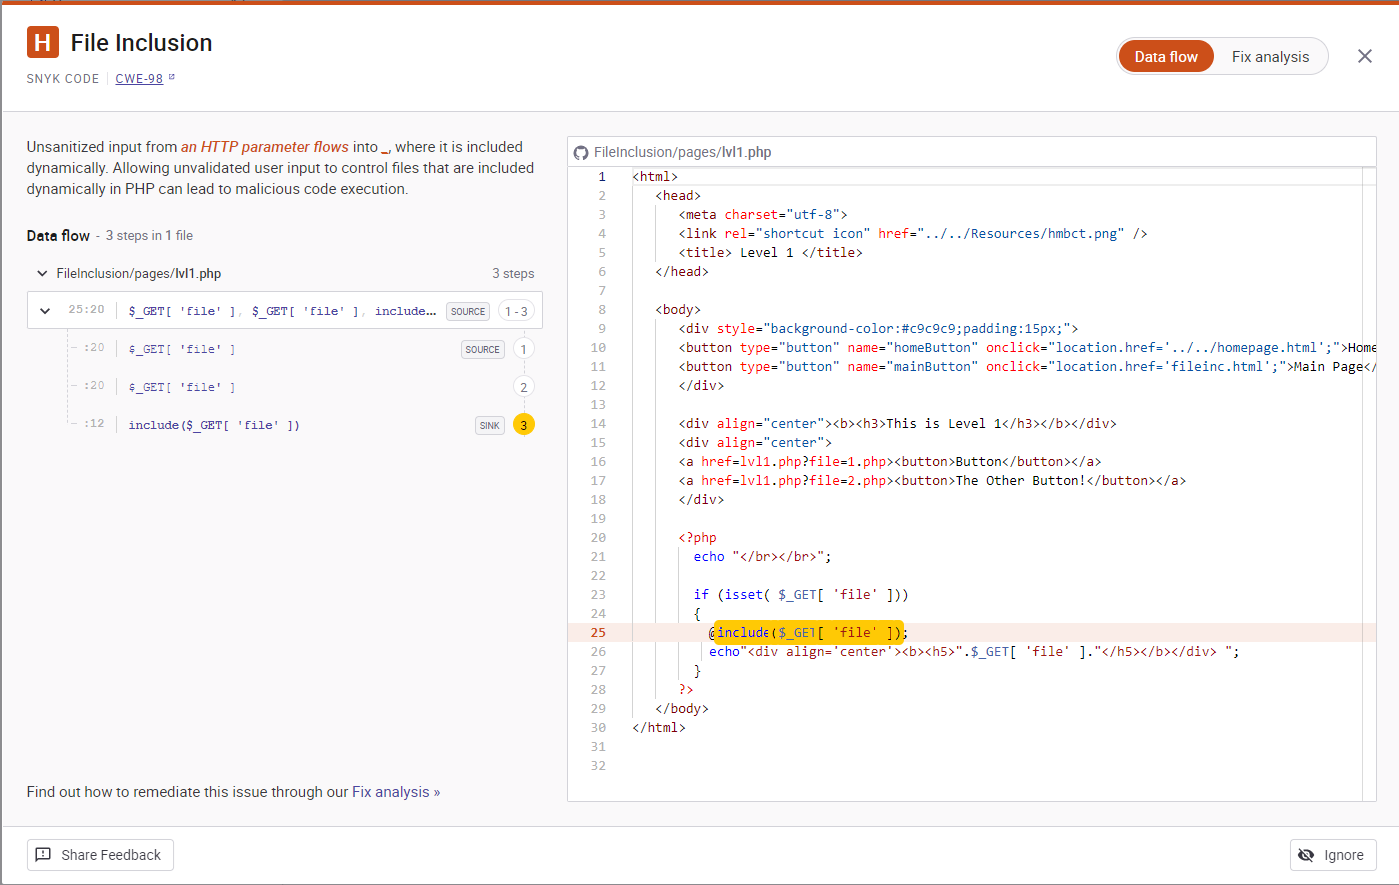 H File Inclusion
SNYK CODE CWE-98
Data flow Fix analysis
Unsanitized input from an HTTP parameter flows into _, where it is included
dynamically. Allowing unvalidated user input to control files that are included
dynamically in PHP can lead to malicious code execution.
Data flow - 3 steps in 1 file
FileInclusion/pages/lvl1.php 3 steps
25:20 $_GET[ 'file' ], $_GET[ 'file' ], include... SOURCE 1 - 3
:20 $_GET[ 'file' ] SOURCE 1
:20 $_GET[ 'file' ] 2
:12 include($_GET[ 'file' ]) SINK 3
Find out how to remediate this issue through our Fix analysis »
FileInclusion/pages/lvl1.php
1 <html>
2 <head>
3 <meta charset="utf-8">
4 <link rel="shortcut icon" href="../../Resources/hmbct.png" />
5 <title> Level 1 </title>
6 </head>
7
8 <body>
9 <div style="background-color:#c9c9c9;padding:15px;">
10 <button type="button" name="homeButton" onclick="location.href='../../homepage.html';">Home
11 <button type="button" name="mainButton" onclick="location.href='fileinc.html';">Main Page</
12 </div>
13
14 <div align="center"><b><h3>This is Level 1</h3></b></div>
15 <div align="center">
16 <a href=lvl1.php?file=1.php><button>Button</button></a>
17 <a href=lvl1.php?file=2.php><button>The Other Button!</button></a>
18 </div>
19
20 <?php
21 echo "</br></br>";
22
23 if (isset( $_GET[ 'file' ]))
24 {
25 @include($_GET[ 'file' ]);
26 echo"<div align='center'><b><h5>".$_GET[ 'file' ]."</h5></b></div> ";
27 }
28 ?>
29 </body>
30 </html>
31
32
Share Feedback
Ignore